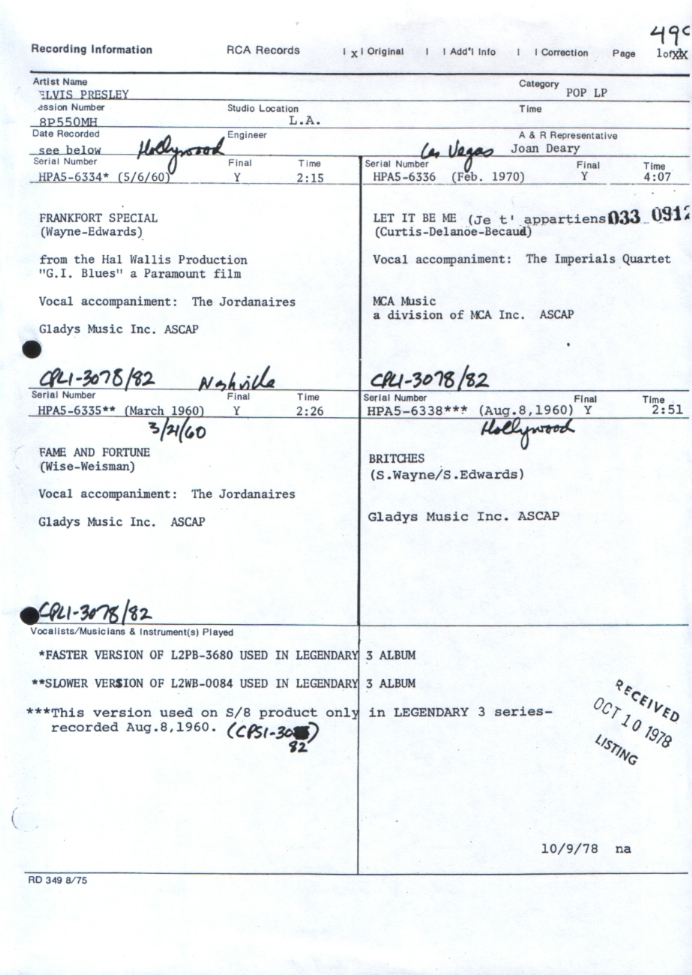 49
Recording Information RCA Records | x | Original | | Add'l Info | | Correction Page 1of
Artist Name Category
ELVIS PRESLEY POP LP
Session Number Studio Location Time
8P550MH L.A.
Date Recorded Engineer A & R Representative
see below Joan Deary
Hollywood
Serial Number Final Time
HPA5-6334* (5/6/60) Y 2:15
FRANKFORT SPECIAL
(Wayne-Edwards)
from the Hal Wallis Production
"G.I. Blues" a Paramount film
Vocal accompaniment: The Jordanaires
Gladys Music Inc. ASCAP
CPL1-3078/82
Las Vegas
Serial Number Final Time
HPA5-6336 (Feb. 1970) Y 4:07
LET IT BE ME (Je t' appartiens 033 0912
(Curtis-Delanoe-Becaud)
Vocal accompaniment: The Imperials Quartet
MCA Music
a division of MCA Inc. ASCAP
CPL1-3078/82
Nashville
Serial Number Final Time
HPA5-6335** (March 1960) Y 2:26
3/21/60
FAME AND FORTUNE
(Wise-Weisman)
Vocal accompaniment: The Jordanaires
Gladys Music Inc. ASCAP
CPL1-3078/82
Serial Number Final Time
HPA5-6338*** (Aug.8,1960) Y 2:51
Hollywood
BRITCHES
(S.Wayne/S.Edwards)
Gladys Music Inc. ASCAP
Vocalists/Musicians & Instrument(s) Played
*FASTER VERSION OF L2PB-3680 USED IN LEGENDARY 3 ALBUM
**SLOWER VERSION OF L2WB-0084 USED IN LEGENDARY 3 ALBUM
***This version used on S/8 product only in LEGENDARY 3 series-
recorded Aug.8,1960. (CPS1-30 )
82
RECEIVED
OCT 10 1978
LISTING
10/9/78 na
RD 349 8/75